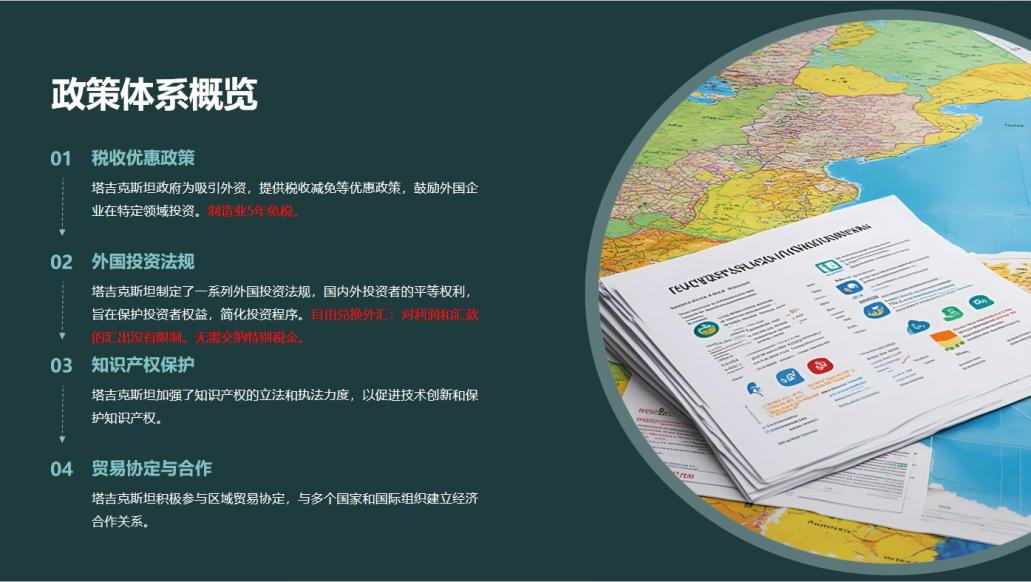 政策体系概览
01 税收优惠政策
塔吉克斯坦政府为吸引外资，提供税收减免等优惠政策，鼓励外国企
业在特定领域投资。制造业5年免税。
02 外国投资法规
塔吉克斯坦制定了一系列外国投资法规，国内外投资者的平等权利，
旨在保护投资者权益，简化投资程序。自由兑换外汇：对利润和汇款
的汇出没有限制。无需交纳特别税金。
03 知识产权保护
塔吉克斯坦加强了知识产权的立法和执法力度，以促进技术创新和保
护知识产权。
04 贸易协定与合作
塔吉克斯坦积极参与区域贸易协定，与多个国家和国际组织建立经济
合作关系。